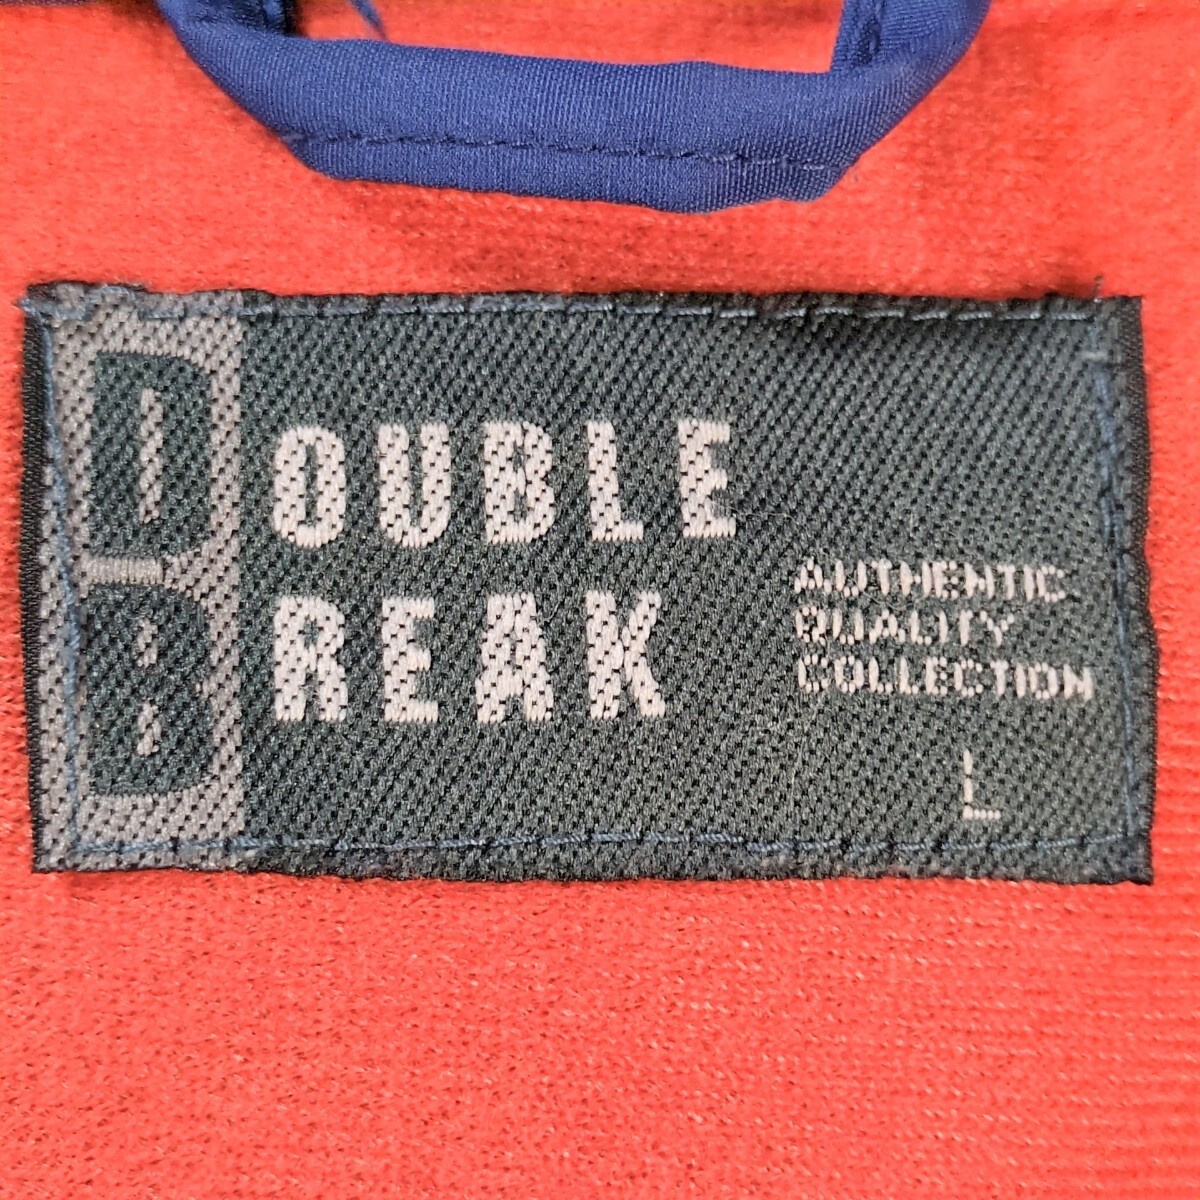 DOUBLE
BREAK
AUTHENTIC
QUALITY
COLLECTION
L